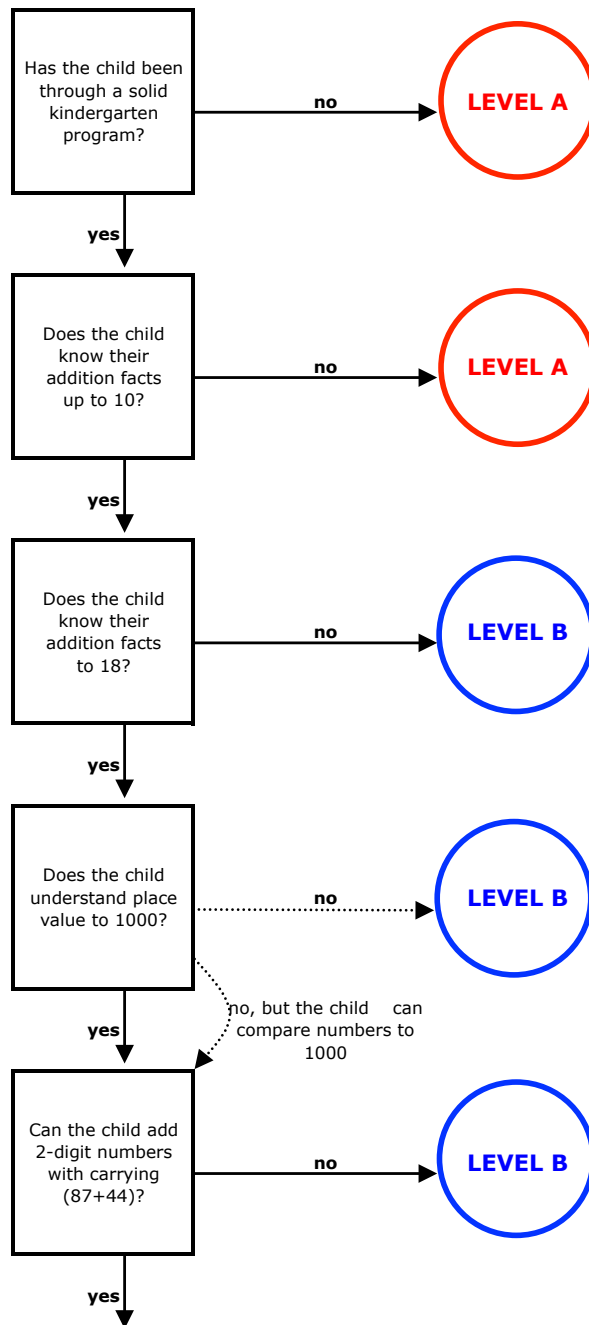 Has the child been
through a solid
kindergarten
program?
no
LEVEL A
yes
Does the child
know their
addition facts
up to 10?
no
LEVEL A
yes
Does the child
know their
addition facts
to 18?
no
LEVEL B
yes
Does the child
understand place
value to 1000?
no
LEVEL B
no, but the child can
compare numbers to
1000
yes
Can the child add
2-digit numbers
with carrying
(87+44)?
no
LEVEL B
yes